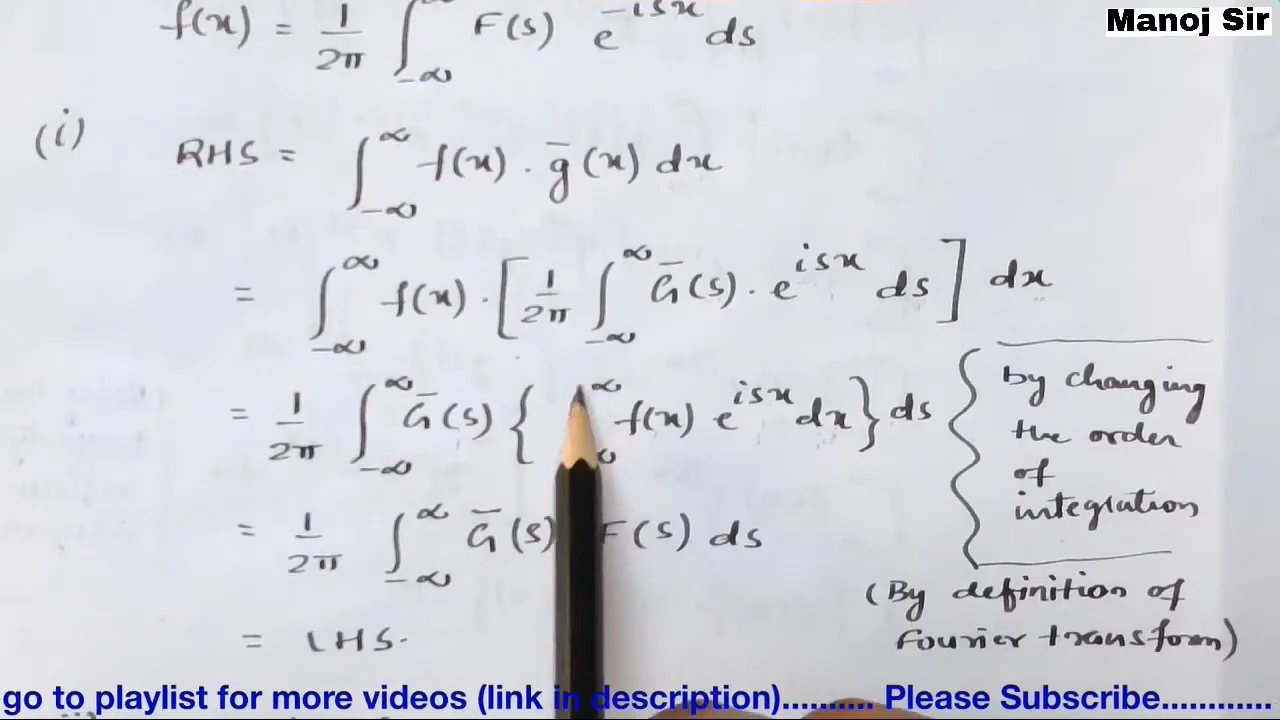 Manoj Sir
f(x) = 1/2π ∫_{-∞}^{∞} F(s) e^{-isx} ds
(i) RHS = ∫_{-∞}^{∞} f(x) · g̅(x) dx
= ∫_{-∞}^{∞} f(x) · [ 1/2π ∫_{-∞}^{∞} G̅(s) · e^{isx} ds ] dx
= 1/2π ∫_{-∞}^{∞} G̅(s) { ∞ f(x) e^{isx} dx } ds
{ By changing
the order
of
integration
= 1/2π ∫_{-∞}^{∞} G̅(s) F(s) ds
(By definition of
Fourier transform)
= LHS.
go to playlist for more videos (link in description).......... Please Subscribe............